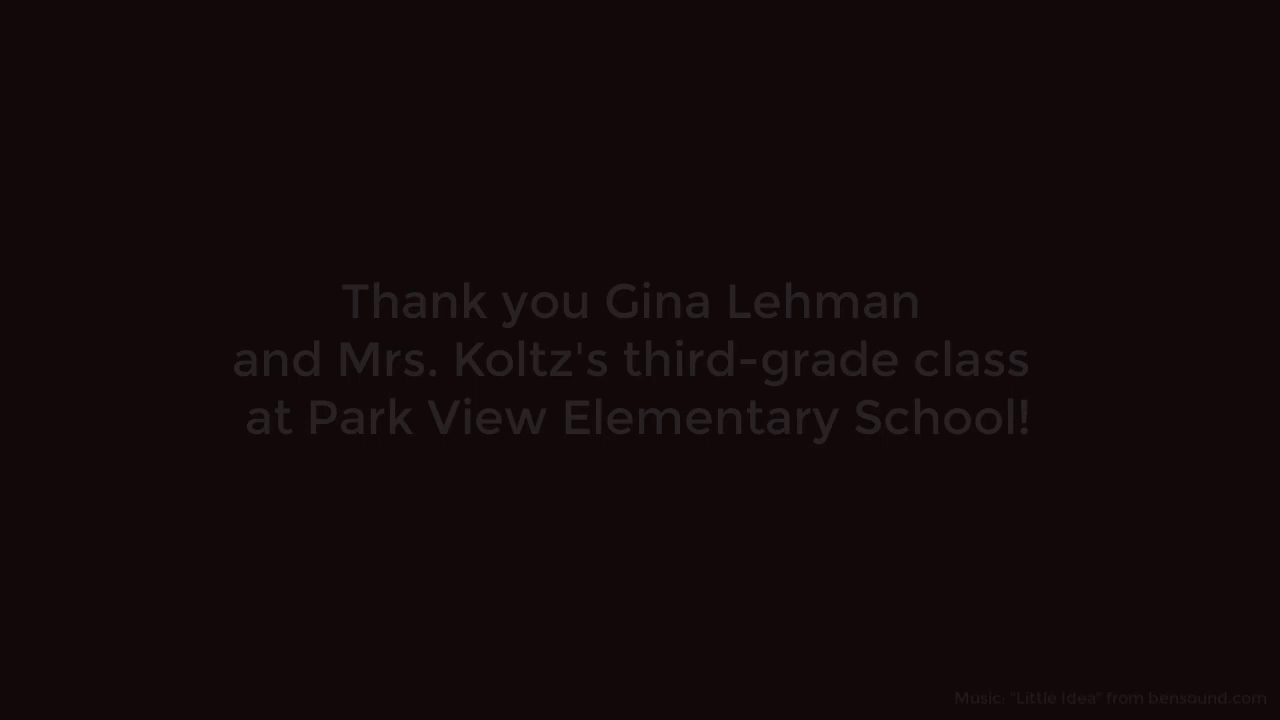 Thank you Gina Lehman
and Mrs. Koltz's third-grade class
at Park View Elementary School!
Music: "Little Idea" from bensound.com